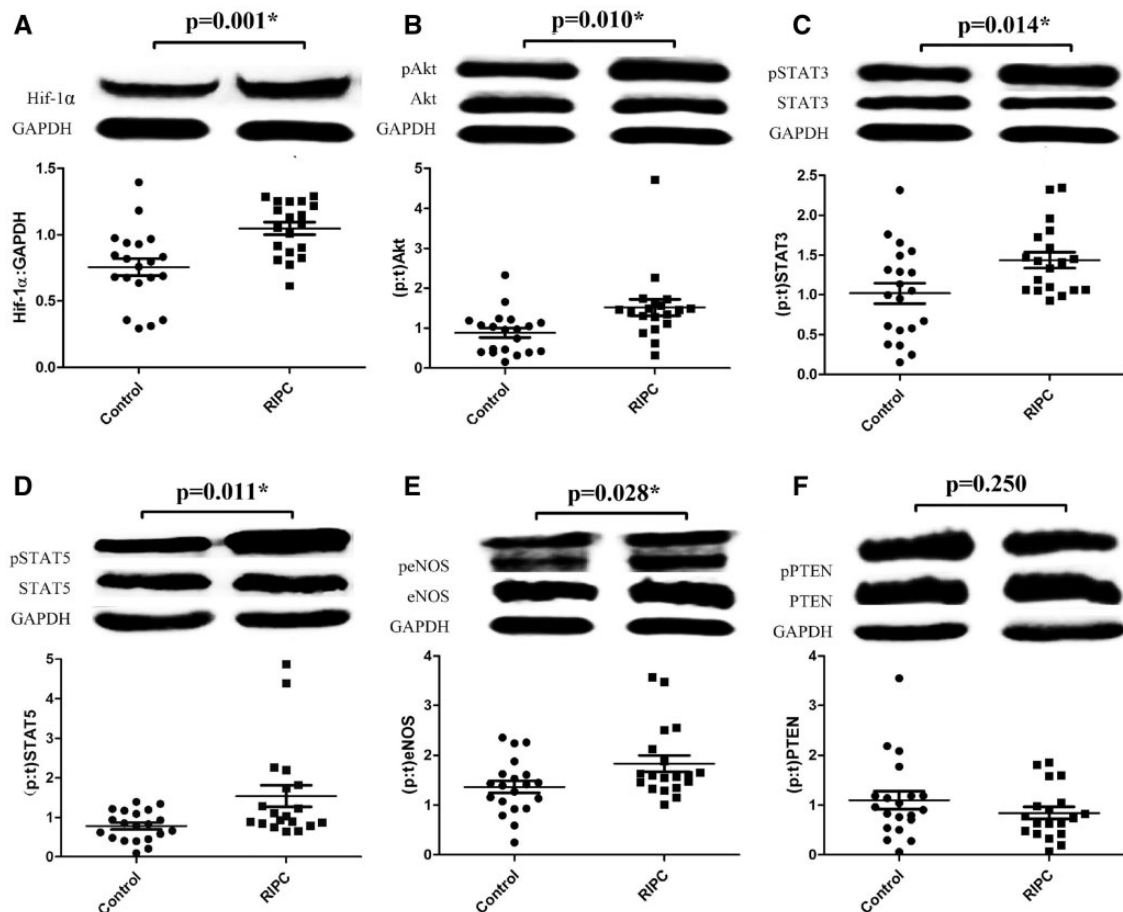 A
p=0.001*
Hif-1α
GAPDH
Hif-1α:GAPDH
1.5
1.0
0.5
0.0
Control
RIPC
B
p=0.010*
pAkt
Akt
GAPDH
(p:t)Akt
5
4
3
2
1
0
Control
RIPC
C
p=0.014*
pSTAT3
STAT3
GAPDH
(p:t)STAT3
2.5
2.0
1.5
1.0
0.5
0.0
Control
RIPC
D
p=0.011*
pSTAT5
STAT5
GAPDH
(p:t)STAT5
5
4
3
2
1
0
Control
RIPC
E
p=0.028*
peNOS
eNOS
GAPDH
(p:t)eNOS
4
3
2
1
0
Control
RIPC
F
p=0.250
pPTEN
PTEN
GAPDH
(p:t)PTEN
4
3
2
1
0
Control
RIPC